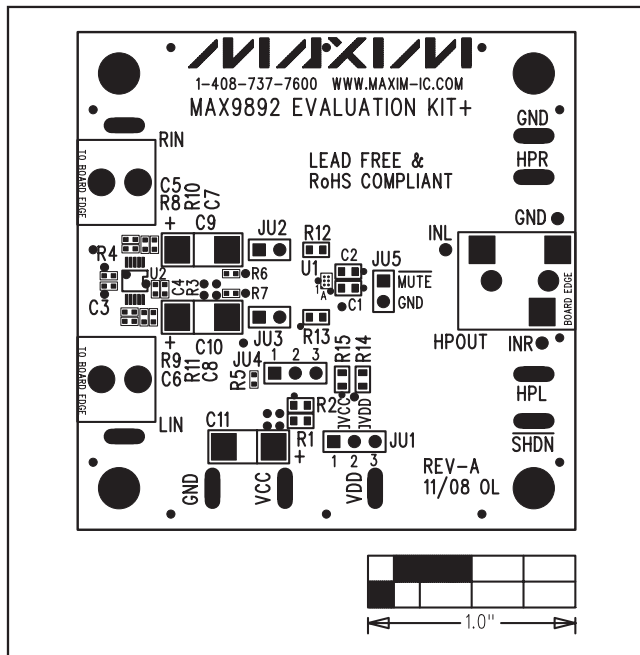 MAXIM
1-408-737-7600 WWW.MAXIM-IC.COM
MAX9892 EVALUATION KIT+
GND
RIN
HPR
LEAD FREE &
RoHS COMPLIANT
TO BOARD EDGE
C5
R8
R10
C7
+
C9
JU2
R12
GND
INL
R4
U2
C4
R3
R6
R7
U1
1
A
C2
C1
JU5
MUTE
GND
BOARD EDGE
C3
C10
JU3
R13
HPOUT
INR
TO BOARD EDGE
+
R9
C6
R11
C8
JU4
R5
1 2 3
R15
R14
HPL
LIN
C11
R2
R1
+
IVCC
IVDD
JU1
1 2 3
SHDN
GND
VCC
VDD
REV-A
11/08 OL
1.0"